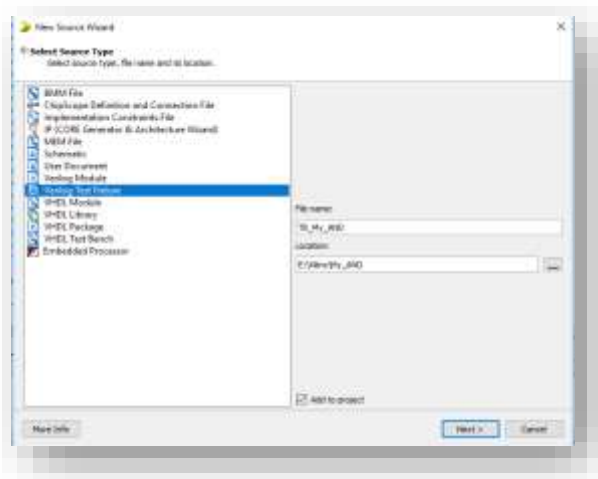 New Source Wizard
Select Source Type
Select source type, file name and its location.
BMM File
ChipScope Definition and Connection File
Implementation Constraints File
IP (CORE Generator & Architecture Wizard)
MEM File
Schematic
User Document
Verilog Module
Verilog Test Fixture
VHDL Module
VHDL Library
VHDL Package
VHDL Test Bench
Embedded Processor
File name:
TB_My_AND
Location:
...
Add to project
More Info
Next >
Cancel